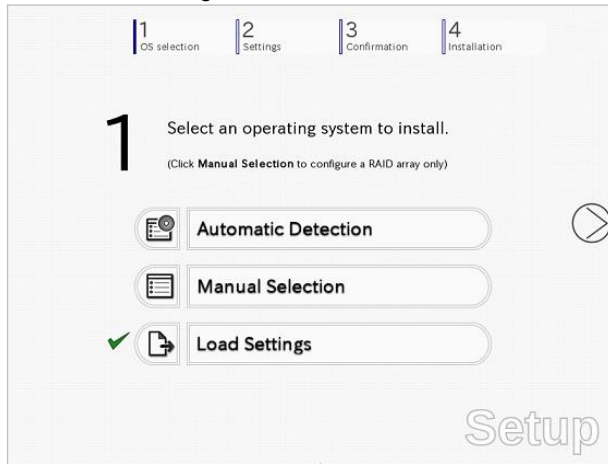 1
OS selection
2
Settings
3
Confirmation
4
Installation
1
Select an operating system to install.
(Click Manual Selection to configure a RAID array only)
Automatic Detection
Manual Selection
Load Settings
Setup